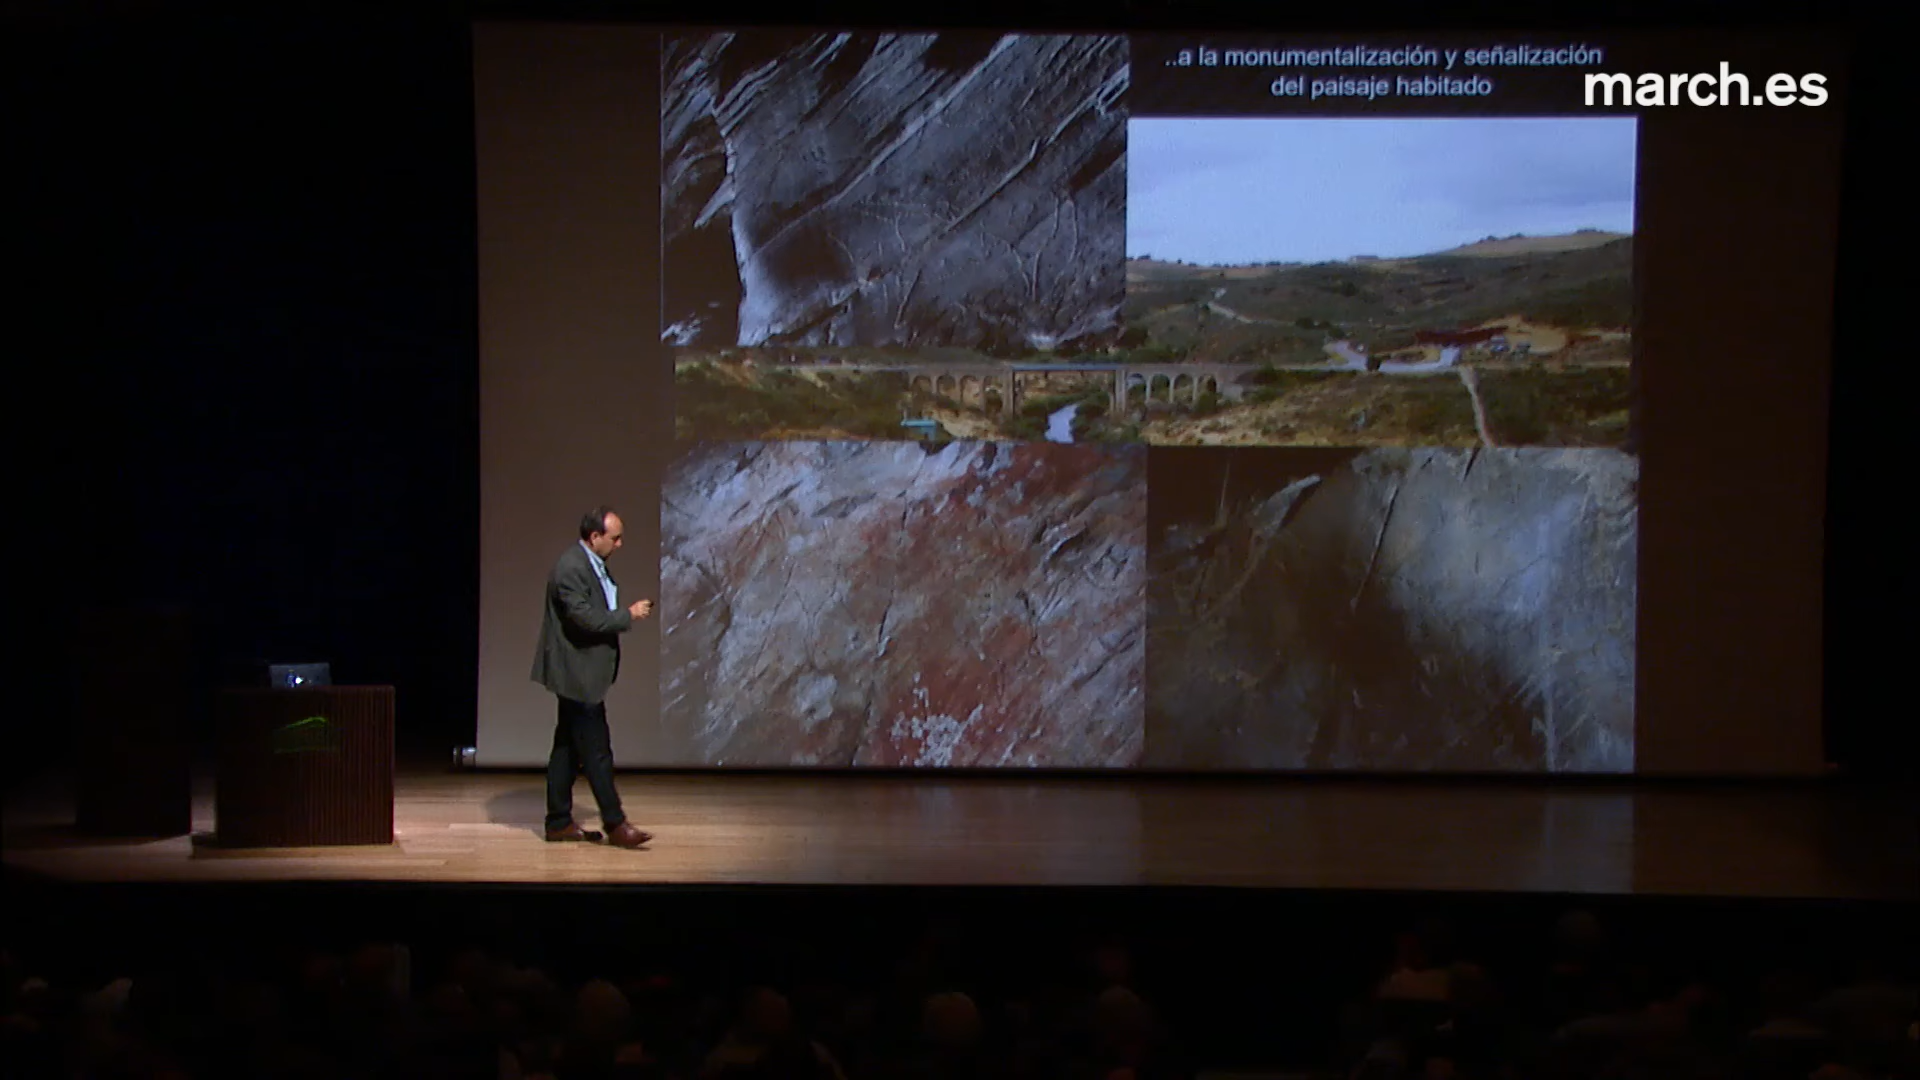 ..a la monumentalización y señalización
del paisaje habitado
march.es